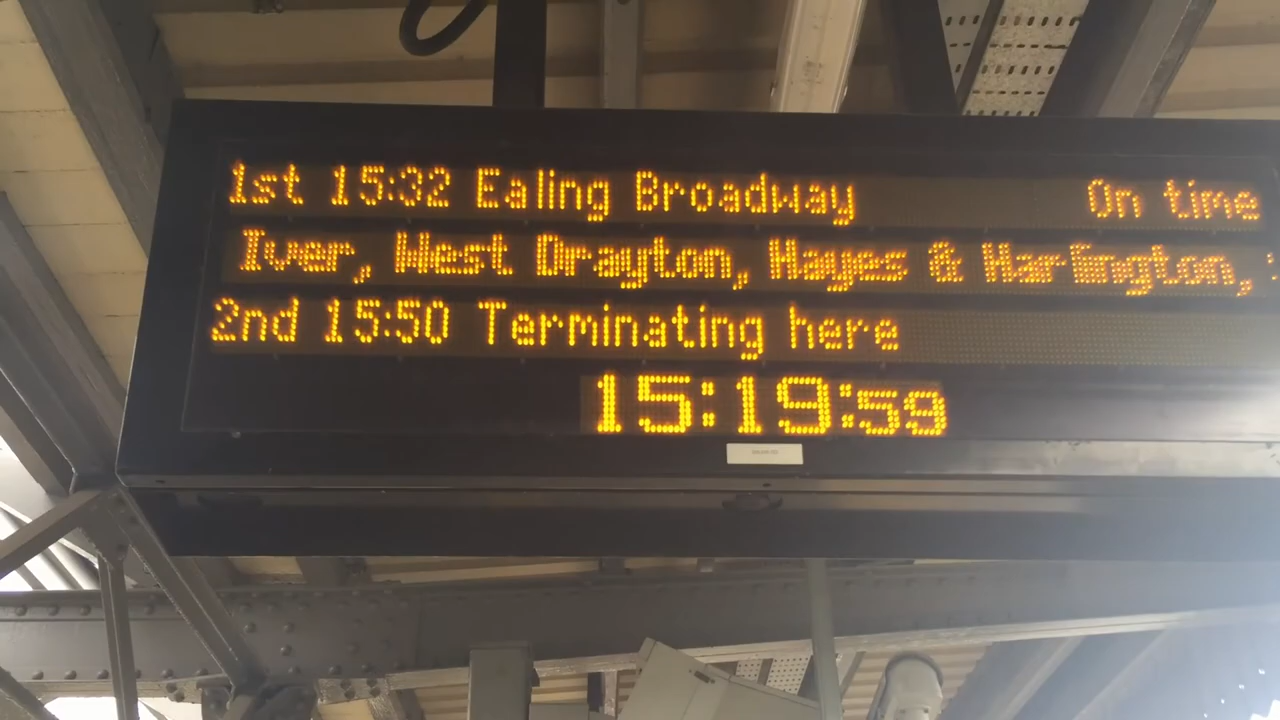 1st 15:32 Ealing Broadway On time
Iver, West Drayton, Hayes & Harlington,
2nd 15:50 Terminating here
15:19:59